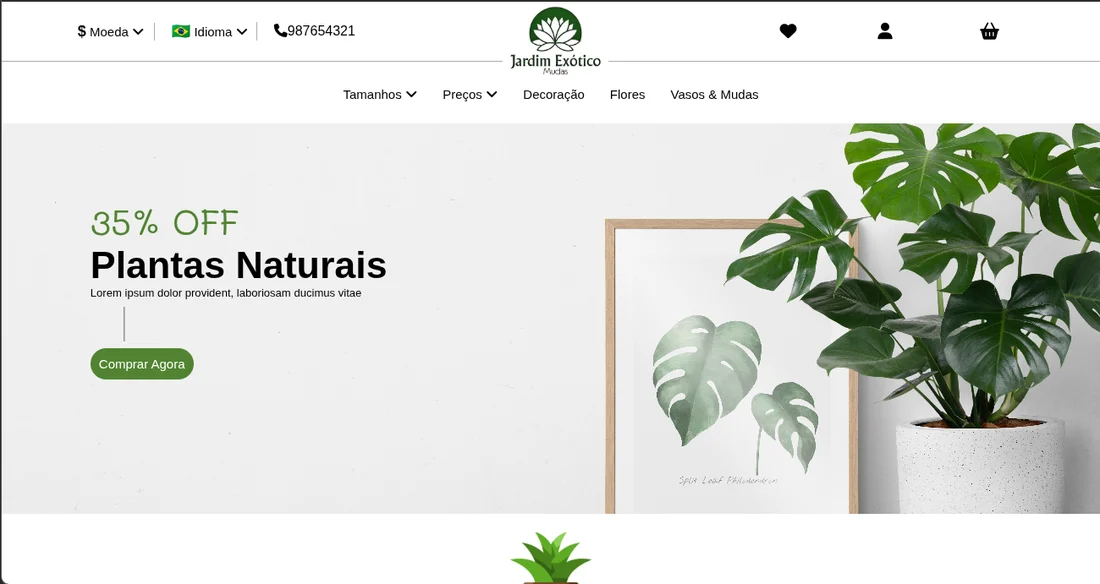 $ Moeda
Idioma
987654321
Jardim Exótico
Mudas
Tamanhos
Preços
Decoração
Flores
Vasos & Mudas
35% OFF
Plantas Naturais
Lorem ipsum dolor provident, laboriosam ducimus vitae
Comprar Agora
Split Leaf Philodendron